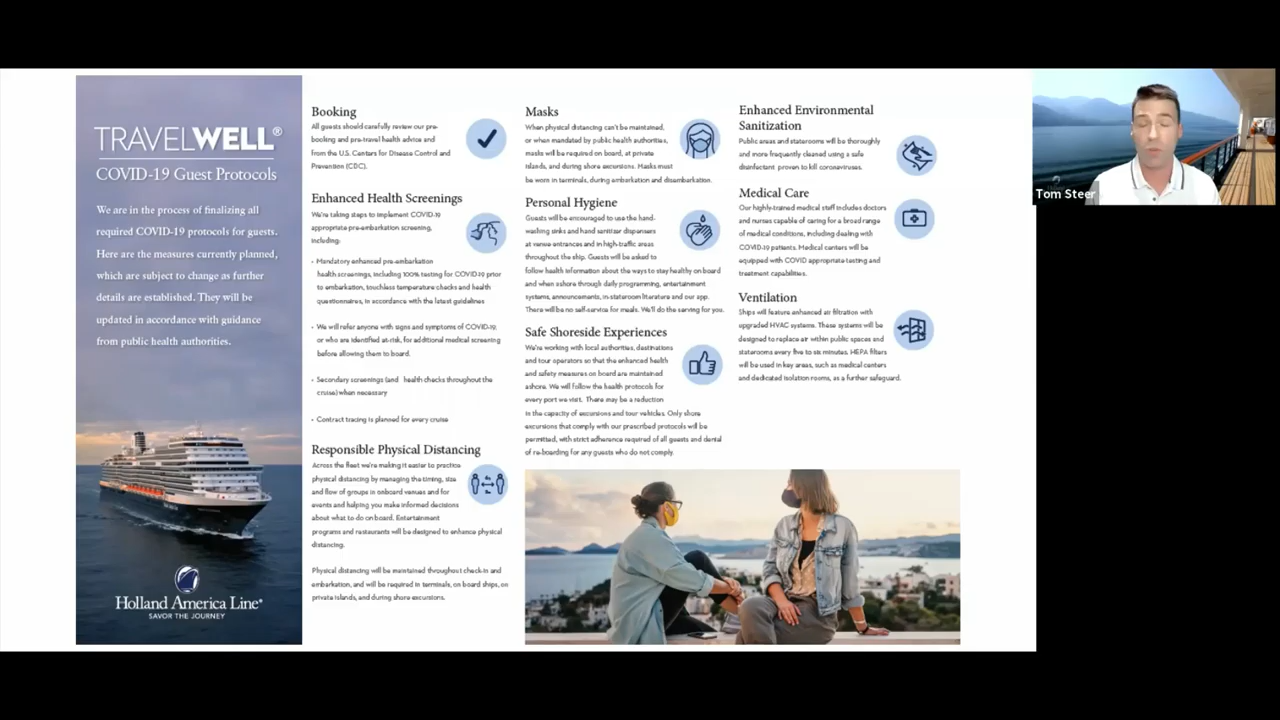 TRAVELWELL®
COVID-19 Guest Protocols
We are in the process of finalizing all
required COVID-19 protocols for guests.
Here are the measures currently planned,
which are subject to change as further
details are established. They will be
updated in accordance with guidance
from public health authorities.
Holland America Line®
SAVOR THE JOURNEY
Booking
All guests should carefully review our pre-
booking and pre-travel health advice and
from the U.S. Centers for Disease Control and
Prevention (CDC).
Enhanced Health Screenings
We're taking steps to implement COVID-19
appropriate pre-embarkation screening,
including:
• Mandatory enhanced pre-embarkation
health screenings, including 100% testing for COVID-19 prior
to embarkation, touchless temperature checks and health
questionnaires, in accordance with the latest guidelines
• We will refer anyone with signs and symptoms of COVID-19,
or who are identified at-risk, for additional medical screening
before allowing them to board.
• Secondary screenings (and health checks throughout the
cruise) when necessary
• Contract tracing is planned for every cruise
Responsible Physical Distancing
Across the fleet we're making it easier to practice
physical distancing by managing the timing, size
and flow of groups in onboard venues and for
events and helping you make informed decisions
about what to do on board. Entertainment
programs and restaurants will be designed to enhance physical
distancing.
Physical distancing will be maintained throughout check-in and
embarkation, and will be required in terminals, on board ships, on
private islands, and during shore excursions.
Masks
When physical distancing can't be maintained,
or when mandated by public health authorities,
masks will be required on board, at private
islands, and during shore excursions. Masks must
be worn in terminals, during embarkation and disembarkation.
Personal Hygiene
Guests will be encouraged to use the hand-
washing sinks and hand sanitizer dispensers
at venue entrances and in high-traffic areas
throughout the ship. Guests will be asked to
follow health information about the ways to stay healthy on board
and when ashore through daily programming, entertainment
systems, announcements, in-stateroom literature and our app.
There will be no self-service for meals. We'll do the serving for you.
Safe Shoreside Experiences
We're working with local authorities, destinations
and tour operators so that the enhanced health
and safety measures on board are maintained
ashore. We will follow the health protocols for
every port we visit. There may be a reduction
in the capacity of excursions and tour vehicles. Only shore
excursions that comply with our prescribed protocols will be
permitted, with strict adherence required of all guests and denial
of re-boarding for any guests who do not comply.
Enhanced Environmental
Sanitization
Public areas and staterooms will be thoroughly
and more frequently cleaned using a safe
disinfectant proven to kill coronaviruses.
Medical Care
Our highly-trained medical staff includes doctors
and nurses capable of caring for a broad range
of medical conditions, including dealing with
COVID-19 patients. Medical centers will be
equipped with COVID appropriate testing and
treatment capabilities.
Ventilation
Ships will feature enhanced air filtration with
upgraded HVAC systems. These systems will be
designed to replace air within public spaces and
staterooms every five to six minutes. HEPA filters
will be used in key areas, such as medical centers
and dedicated isolation rooms, as a further safeguard.
Tom Steer